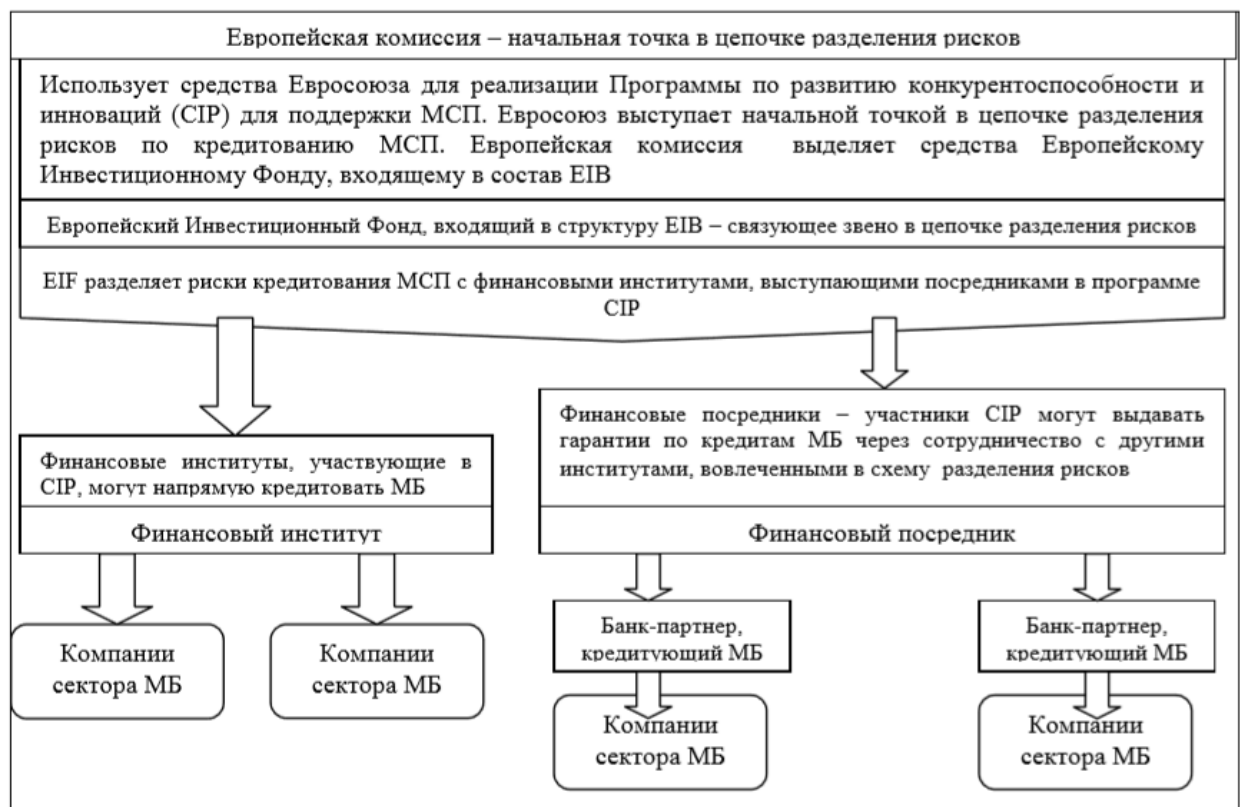 Европейская комиссия – начальная точка в цепочке разделения рисков
Использует средства Евросоюза для реализации Программы по развитию конкурентоспособности и
инноваций (CIP) для поддержки МСП. Евросоюз выступает начальной точкой в цепочке разделения
рисков по кредитованию МСП. Европейская комиссия выделяет средства Европейскому
Инвестиционному Фонду, входящему в состав EIB
Европейский Инвестиционный Фонд, входящий в структуру EIB – связующее звено в цепочке разделения рисков
EIF разделяет риски кредитования МСП с финансовыми институтами, выступающими посредниками в программе
CIP
Финансовые институты, участвующие в
CIP, могут напрямую кредитовать МБ
Финансовый институт
Компании
сектора МБ
Компании
сектора МБ
Финансовые посредники – участники CIP могут выдавать
гарантии по кредитам МБ через сотрудничество с другими
институтами, вовлеченными в схему разделения рисков
Финансовый посредник
Банк-партнер,
кредитующий МБ
Компании
сектора МБ
Банк-партнер,
кредитующий МБ
Компании
сектора МБ